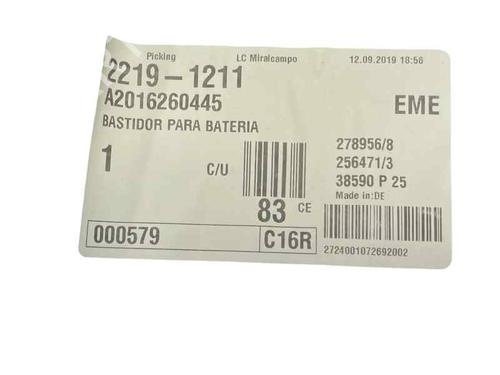 Picking LC Miralcampo 12.09.2019 18:56
2219-1211
A2016260445 EME
BASTIDOR PARA BATERIA
278956/8
1 C/U 256471/3
38590 P 25
83 CE Made in:DE
000579 C16R
2724001072692002